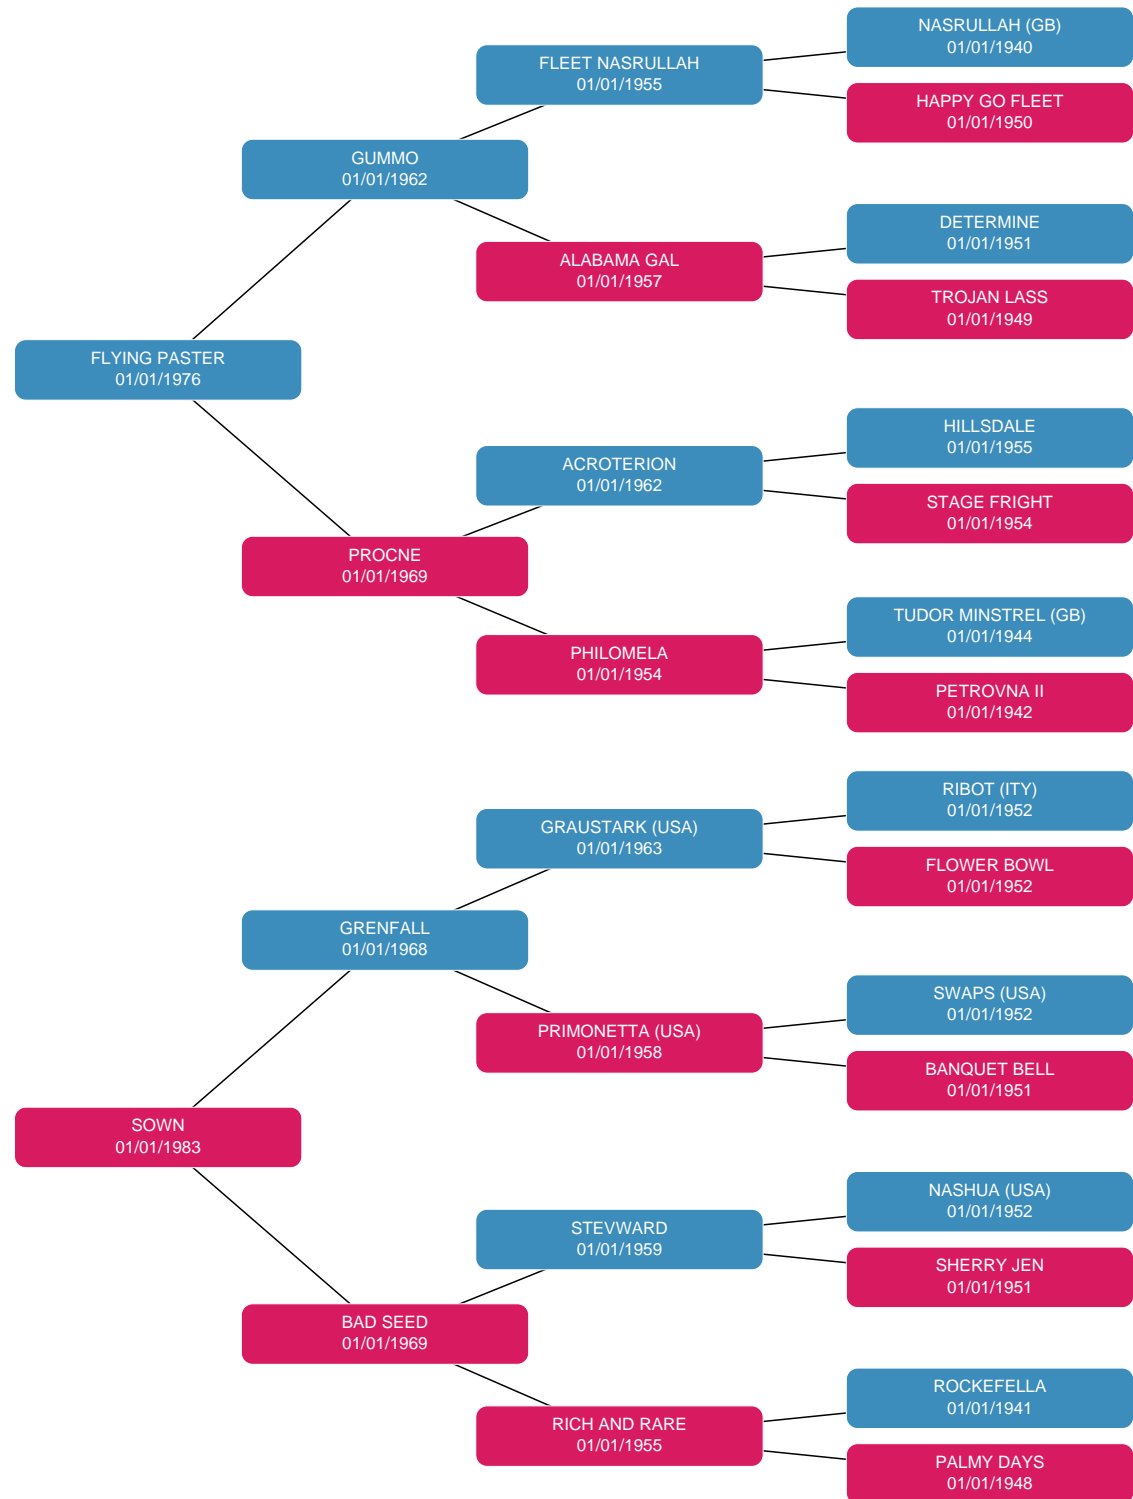 NASRULLAH (GB)
01/01/1940
FLEET NASRULLAH
01/01/1955
HAPPY GO FLEET
01/01/1950
GUMMO
01/01/1962
DETERMINE
01/01/1951
ALABAMA GAL
01/01/1957
TROJAN LASS
01/01/1949
FLYING PASTER
01/01/1976
HILLSDALE
01/01/1955
ACROTERION
01/01/1962
STAGE FRIGHT
01/01/1954
PROCNE
01/01/1969
TUDOR MINSTREL (GB)
01/01/1944
PHILOMELA
01/01/1954
PETROVNA II
01/01/1942
RIBOT (ITY)
01/01/1952
GRAUSTARK (USA)
01/01/1963
FLOWER BOWL
01/01/1952
GRENFALL
01/01/1968
SWAPS (USA)
01/01/1952
PRIMONETTA (USA)
01/01/1958
BANQUET BELL
01/01/1951
SOWN
01/01/1983
NASHUA (USA)
01/01/1952
STEVWARD
01/01/1959
SHERRY JEN
01/01/1951
BAD SEED
01/01/1969
ROCKEFELLA
01/01/1941
RICH AND RARE
01/01/1955
PALMY DAYS
01/01/1948